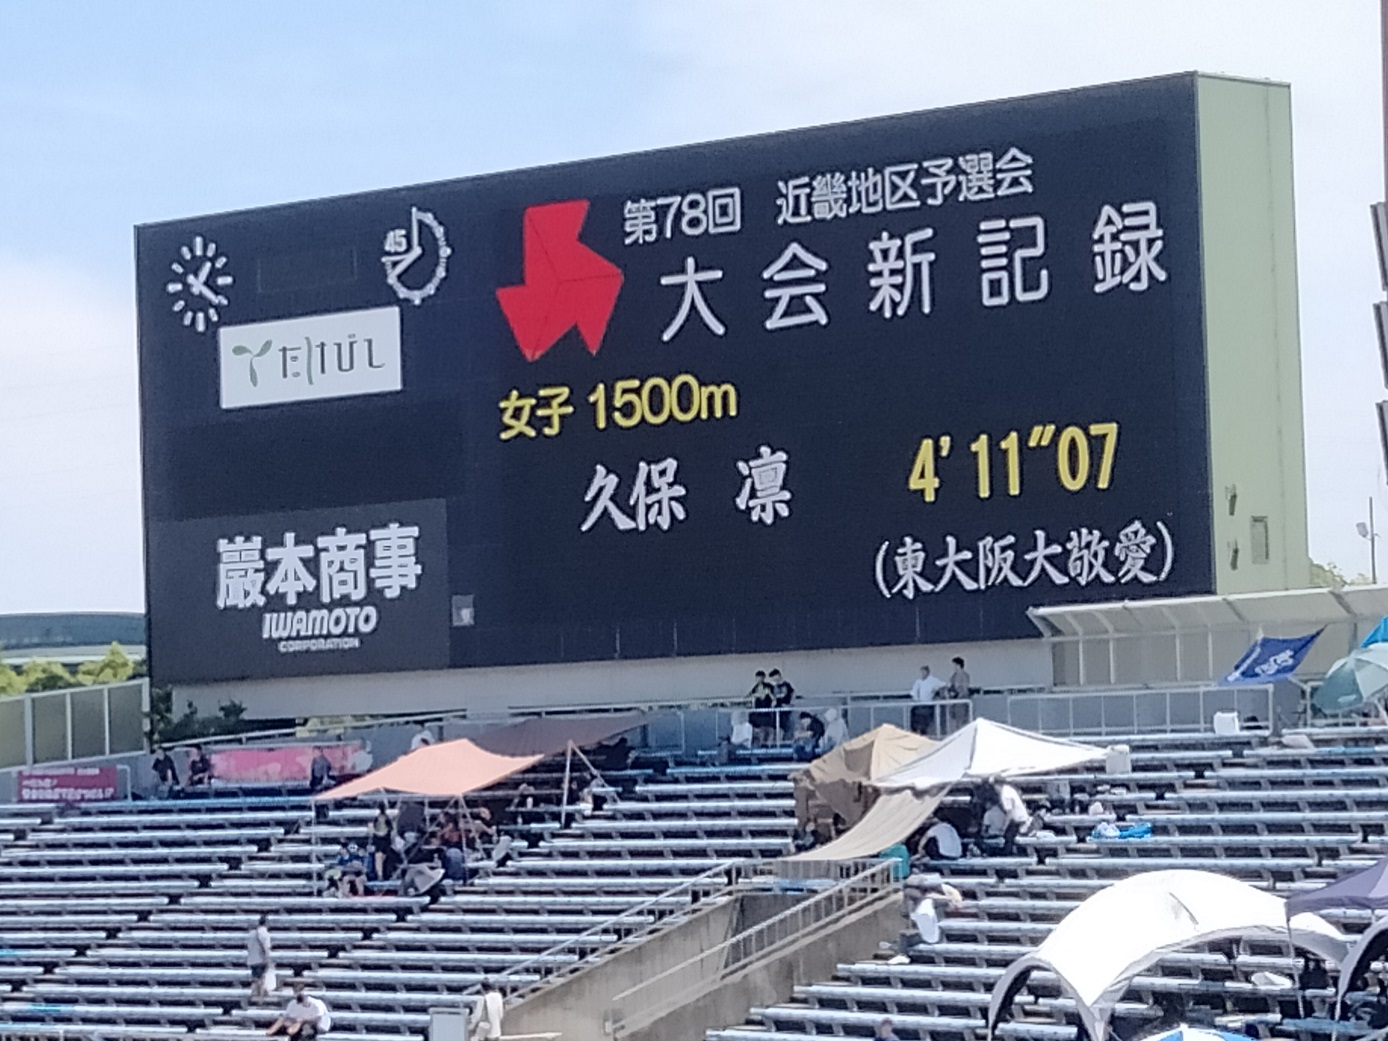 第78回 近畿地区予選会
大会新記録
45
たけびし
女子 1500m
久保 凛 4'11"07
(東大阪大敬愛)
巌本商事
IWAMOTO
CORPORATION